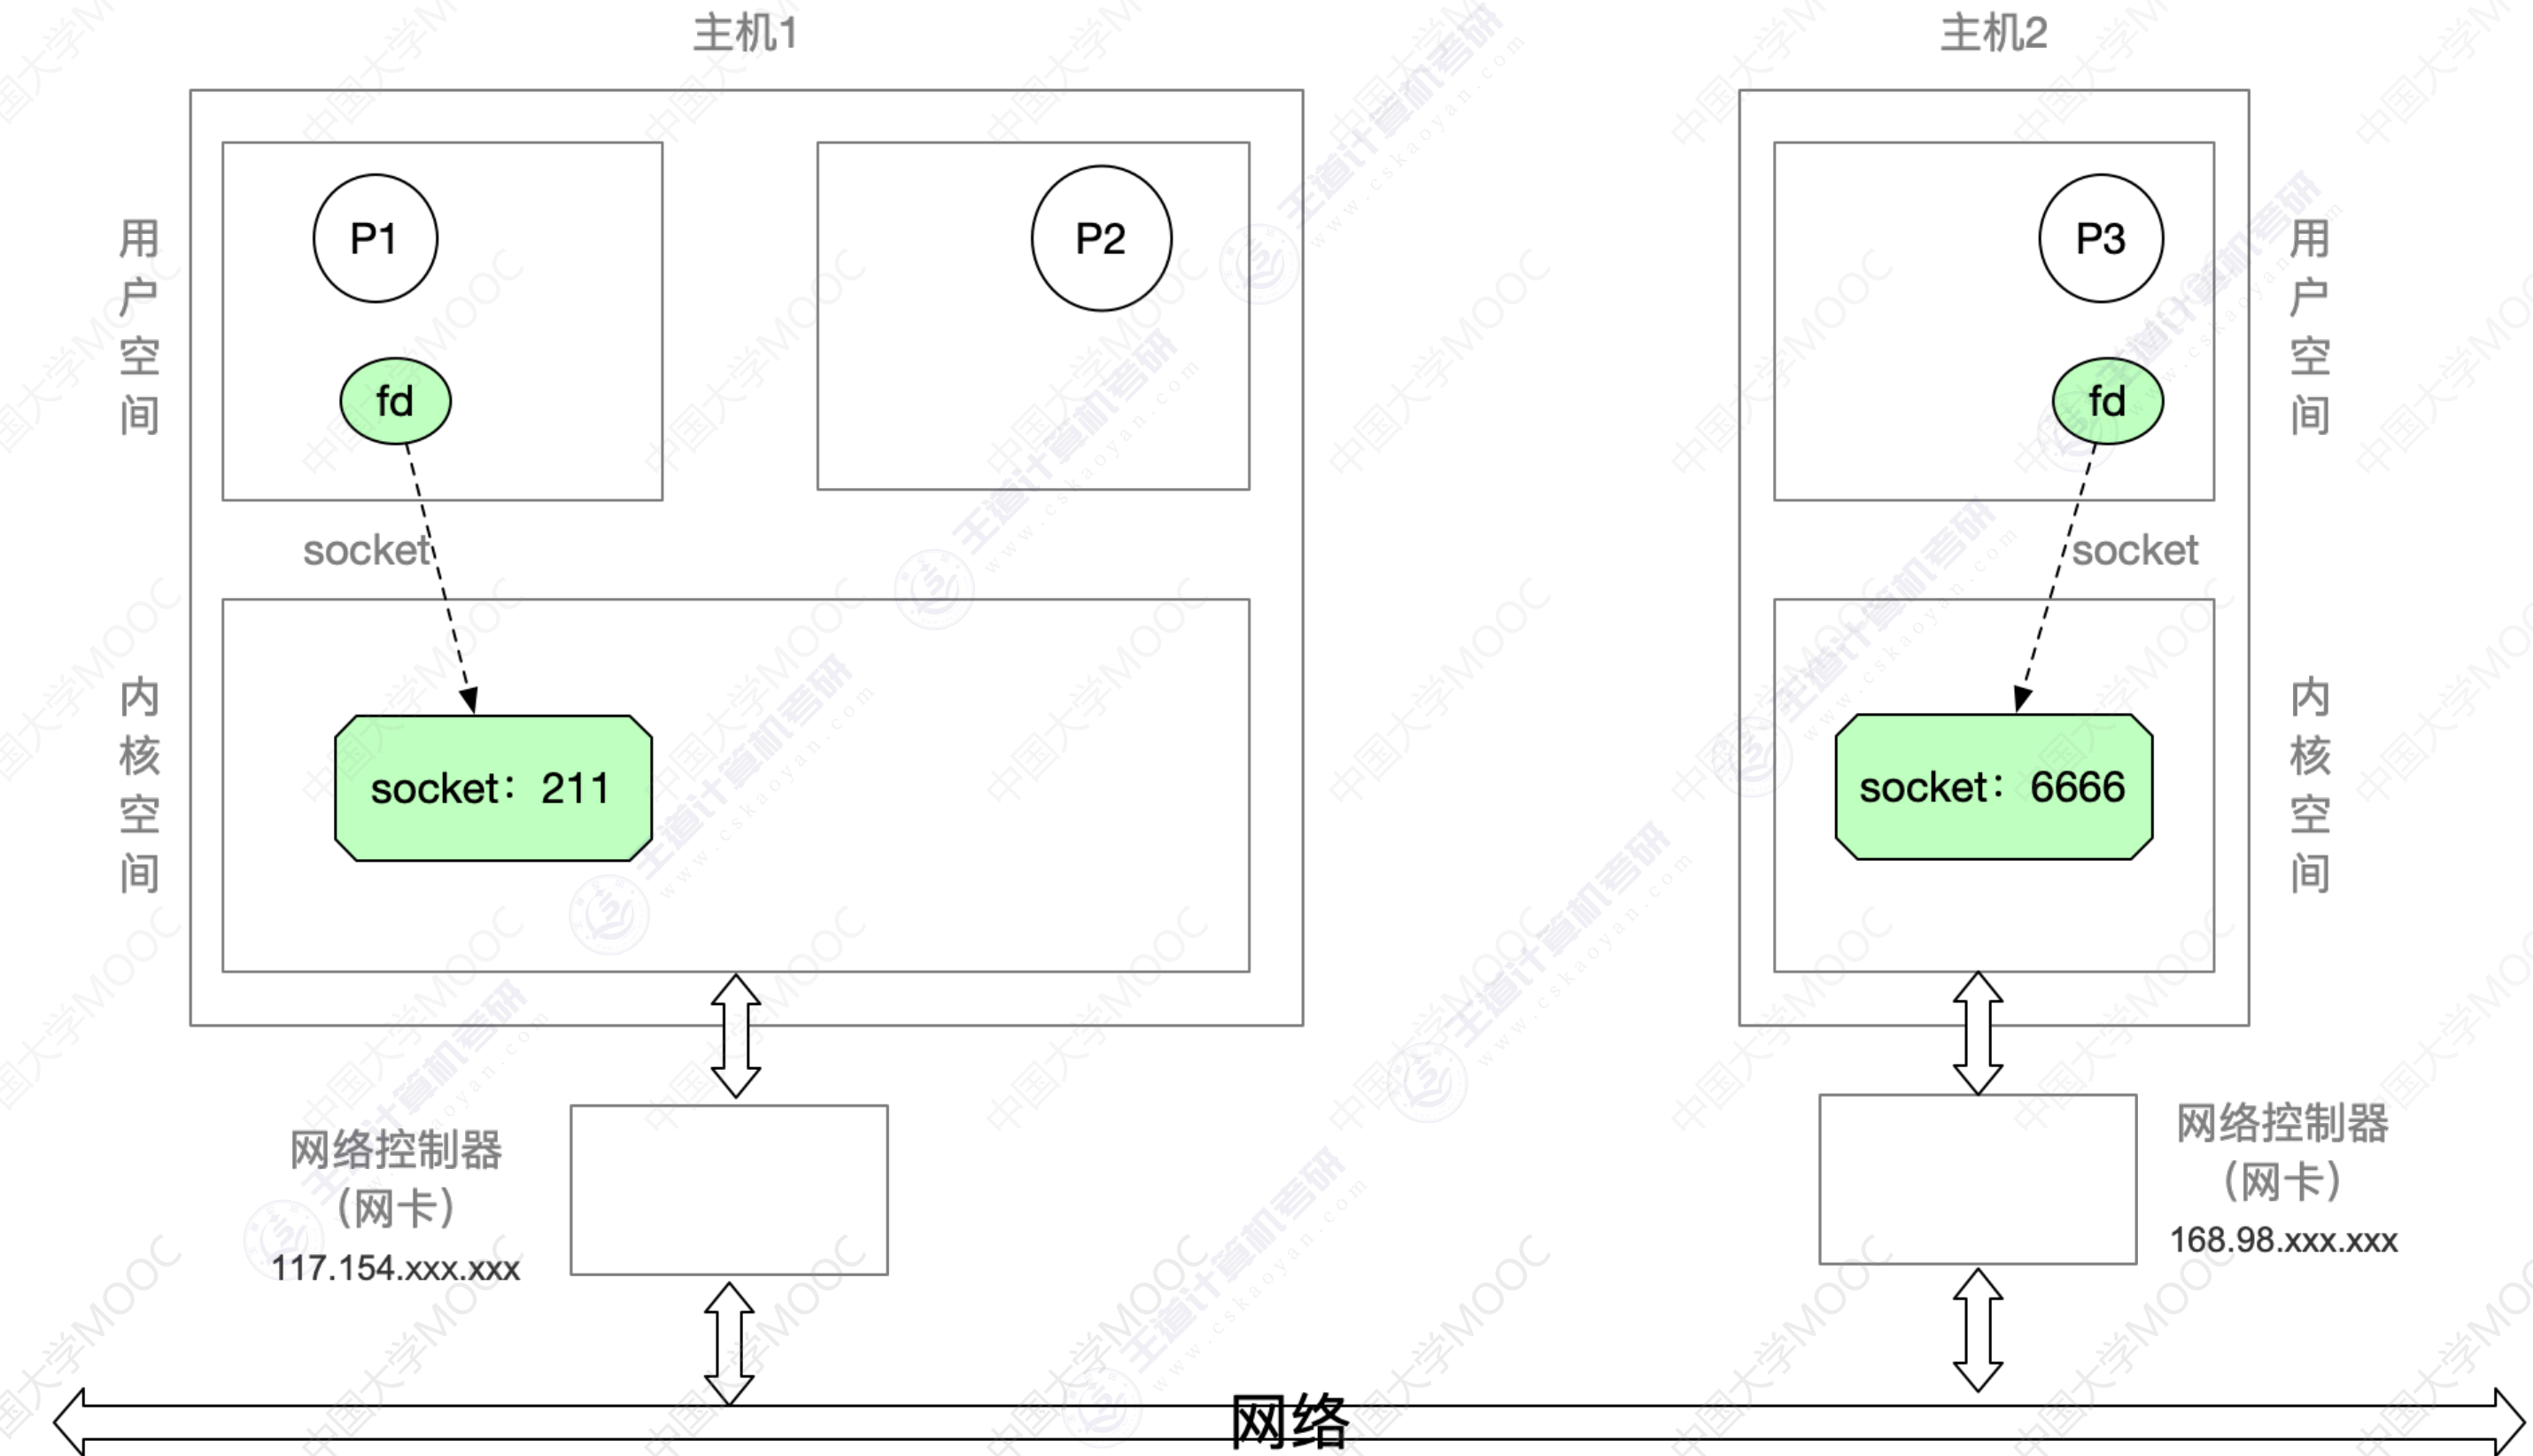 主机1
主机2
P1
P2
P3
用户空间
用户空间
fd
fd
socket
socket
内核空间
内核空间
socket：211
socket：6666
网络控制器
（网卡）
117.154.xxx.xxx
网络控制器
（网卡）
168.98.xxx.xxx
网络
中国大学MOOC
王道计算机考研
www.cskaoyan.com